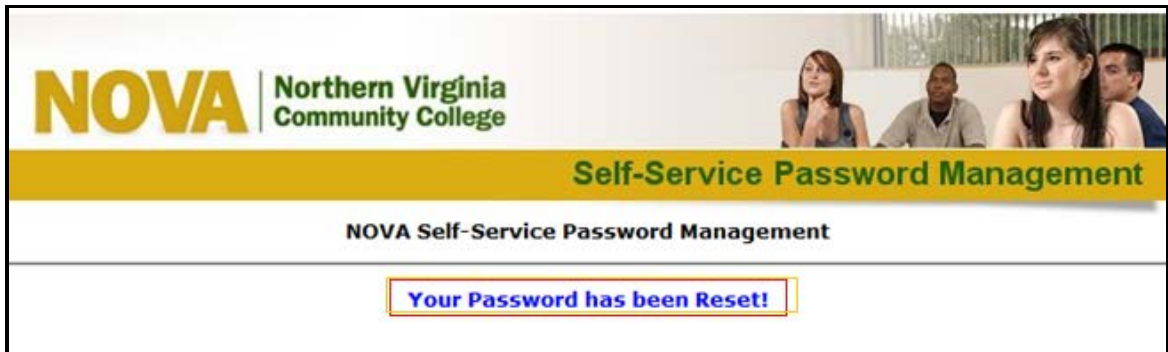 NOVA
Northern Virginia
Community College
Self-Service Password Management
NOVA Self-Service Password Management
Your Password has been Reset!